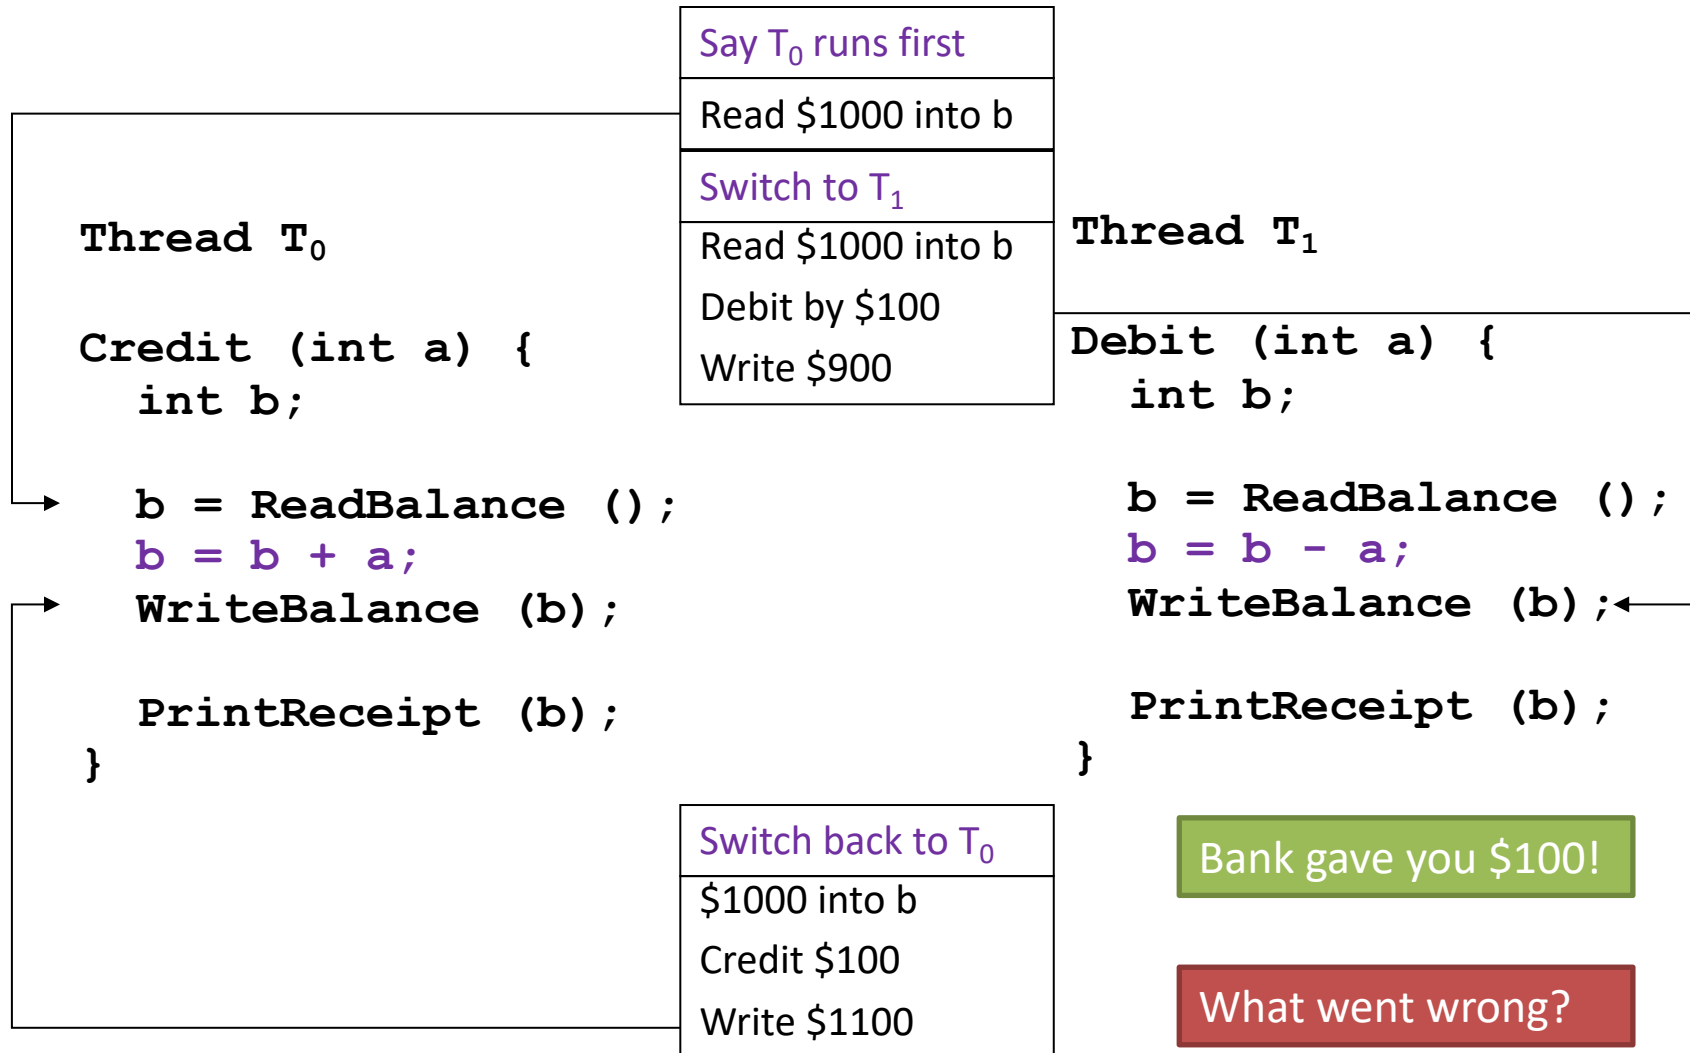 Say T₀ runs first
Read $1000 into b
Switch to T₁
Read $1000 into b
Debit by $100
Write $900
Thread T₀
Credit (int a) {
int b;
b = ReadBalance ();
b = b + a;
WriteBalance (b);
PrintReceipt (b);
}
Thread T₁
Debit (int a) {
int b;
b = ReadBalance ();
b = b - a;
WriteBalance (b);
PrintReceipt (b);
}
Switch back to T₀
$1000 into b
Credit $100
Write $1100
Bank gave you $100!
What went wrong?